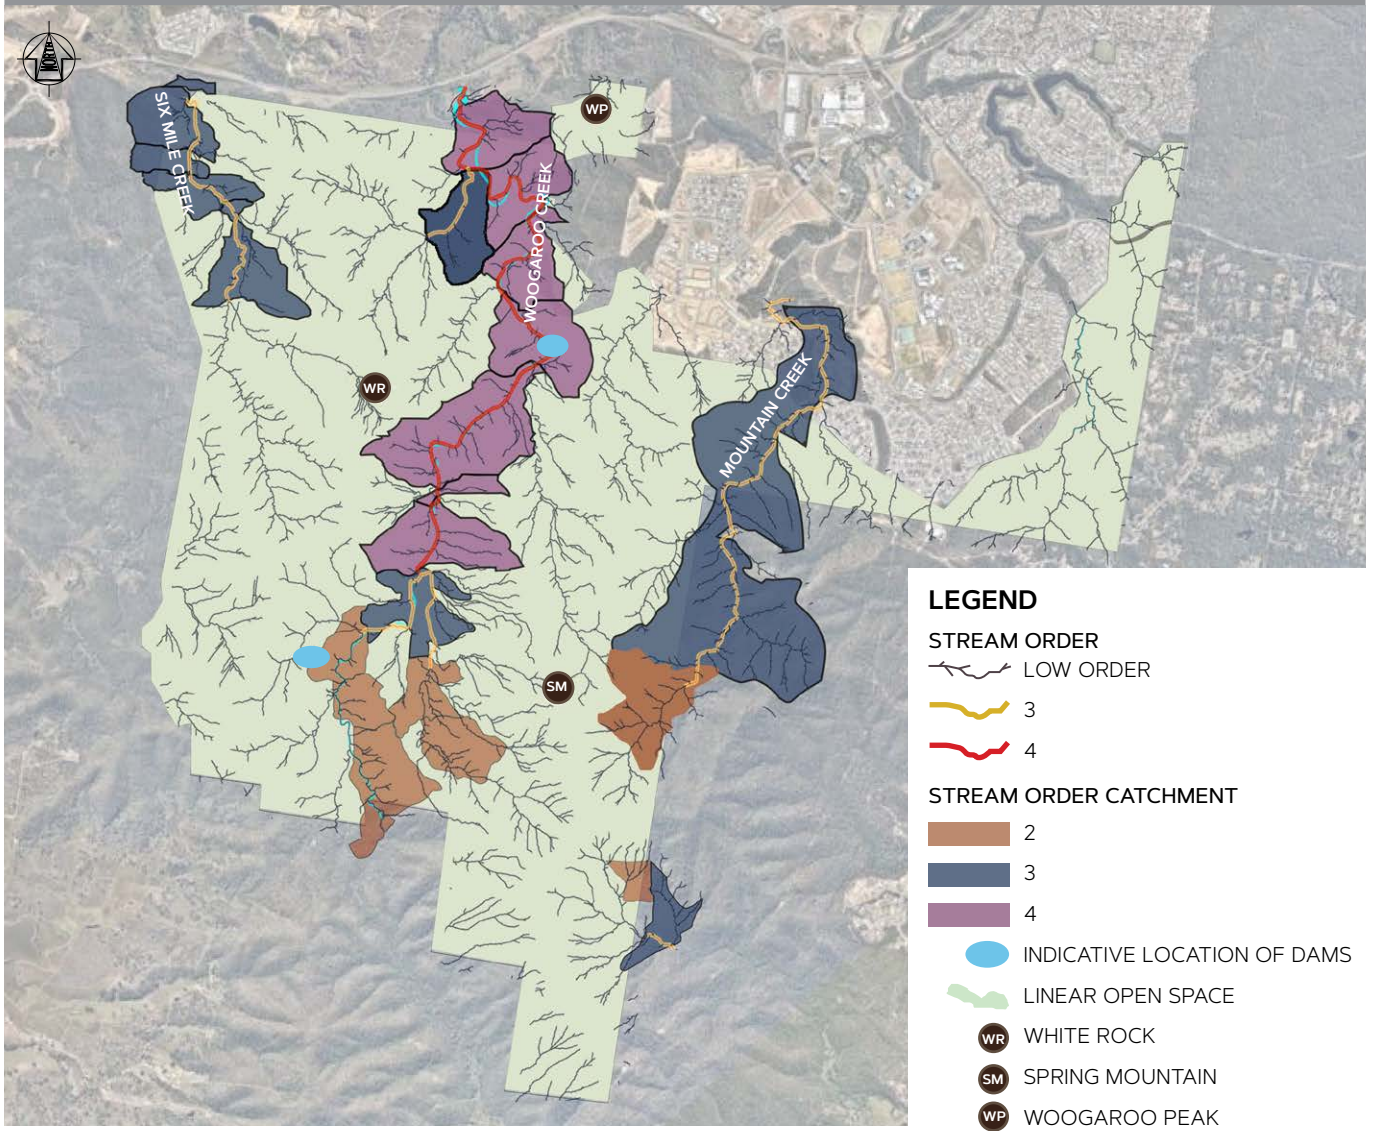 SIX MILE CREEK
WP
WOOGAROO CREEK
WR
MOUNTAIN CREEK
SM
LEGEND
STREAM ORDER
LOW ORDER
3
4
STREAM ORDER CATCHMENT
2
3
4
INDICATIVE LOCATION OF DAMS
LINEAR OPEN SPACE
WR WHITE ROCK
SM SPRING MOUNTAIN
WP WOOGAROO PEAK